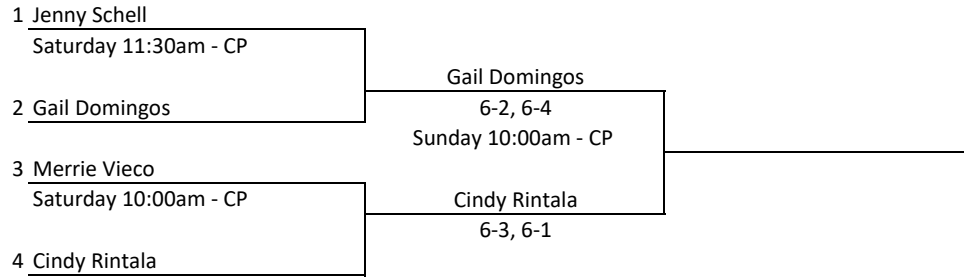 1 Jenny Schell
Saturday 11:30am - CP
Gail Domingos
2 Gail Domingos
6-2, 6-4
Sunday 10:00am - CP
3 Merrie Vieco
Saturday 10:00am - CP
Cindy Rintala
6-3, 6-1
4 Cindy Rintala